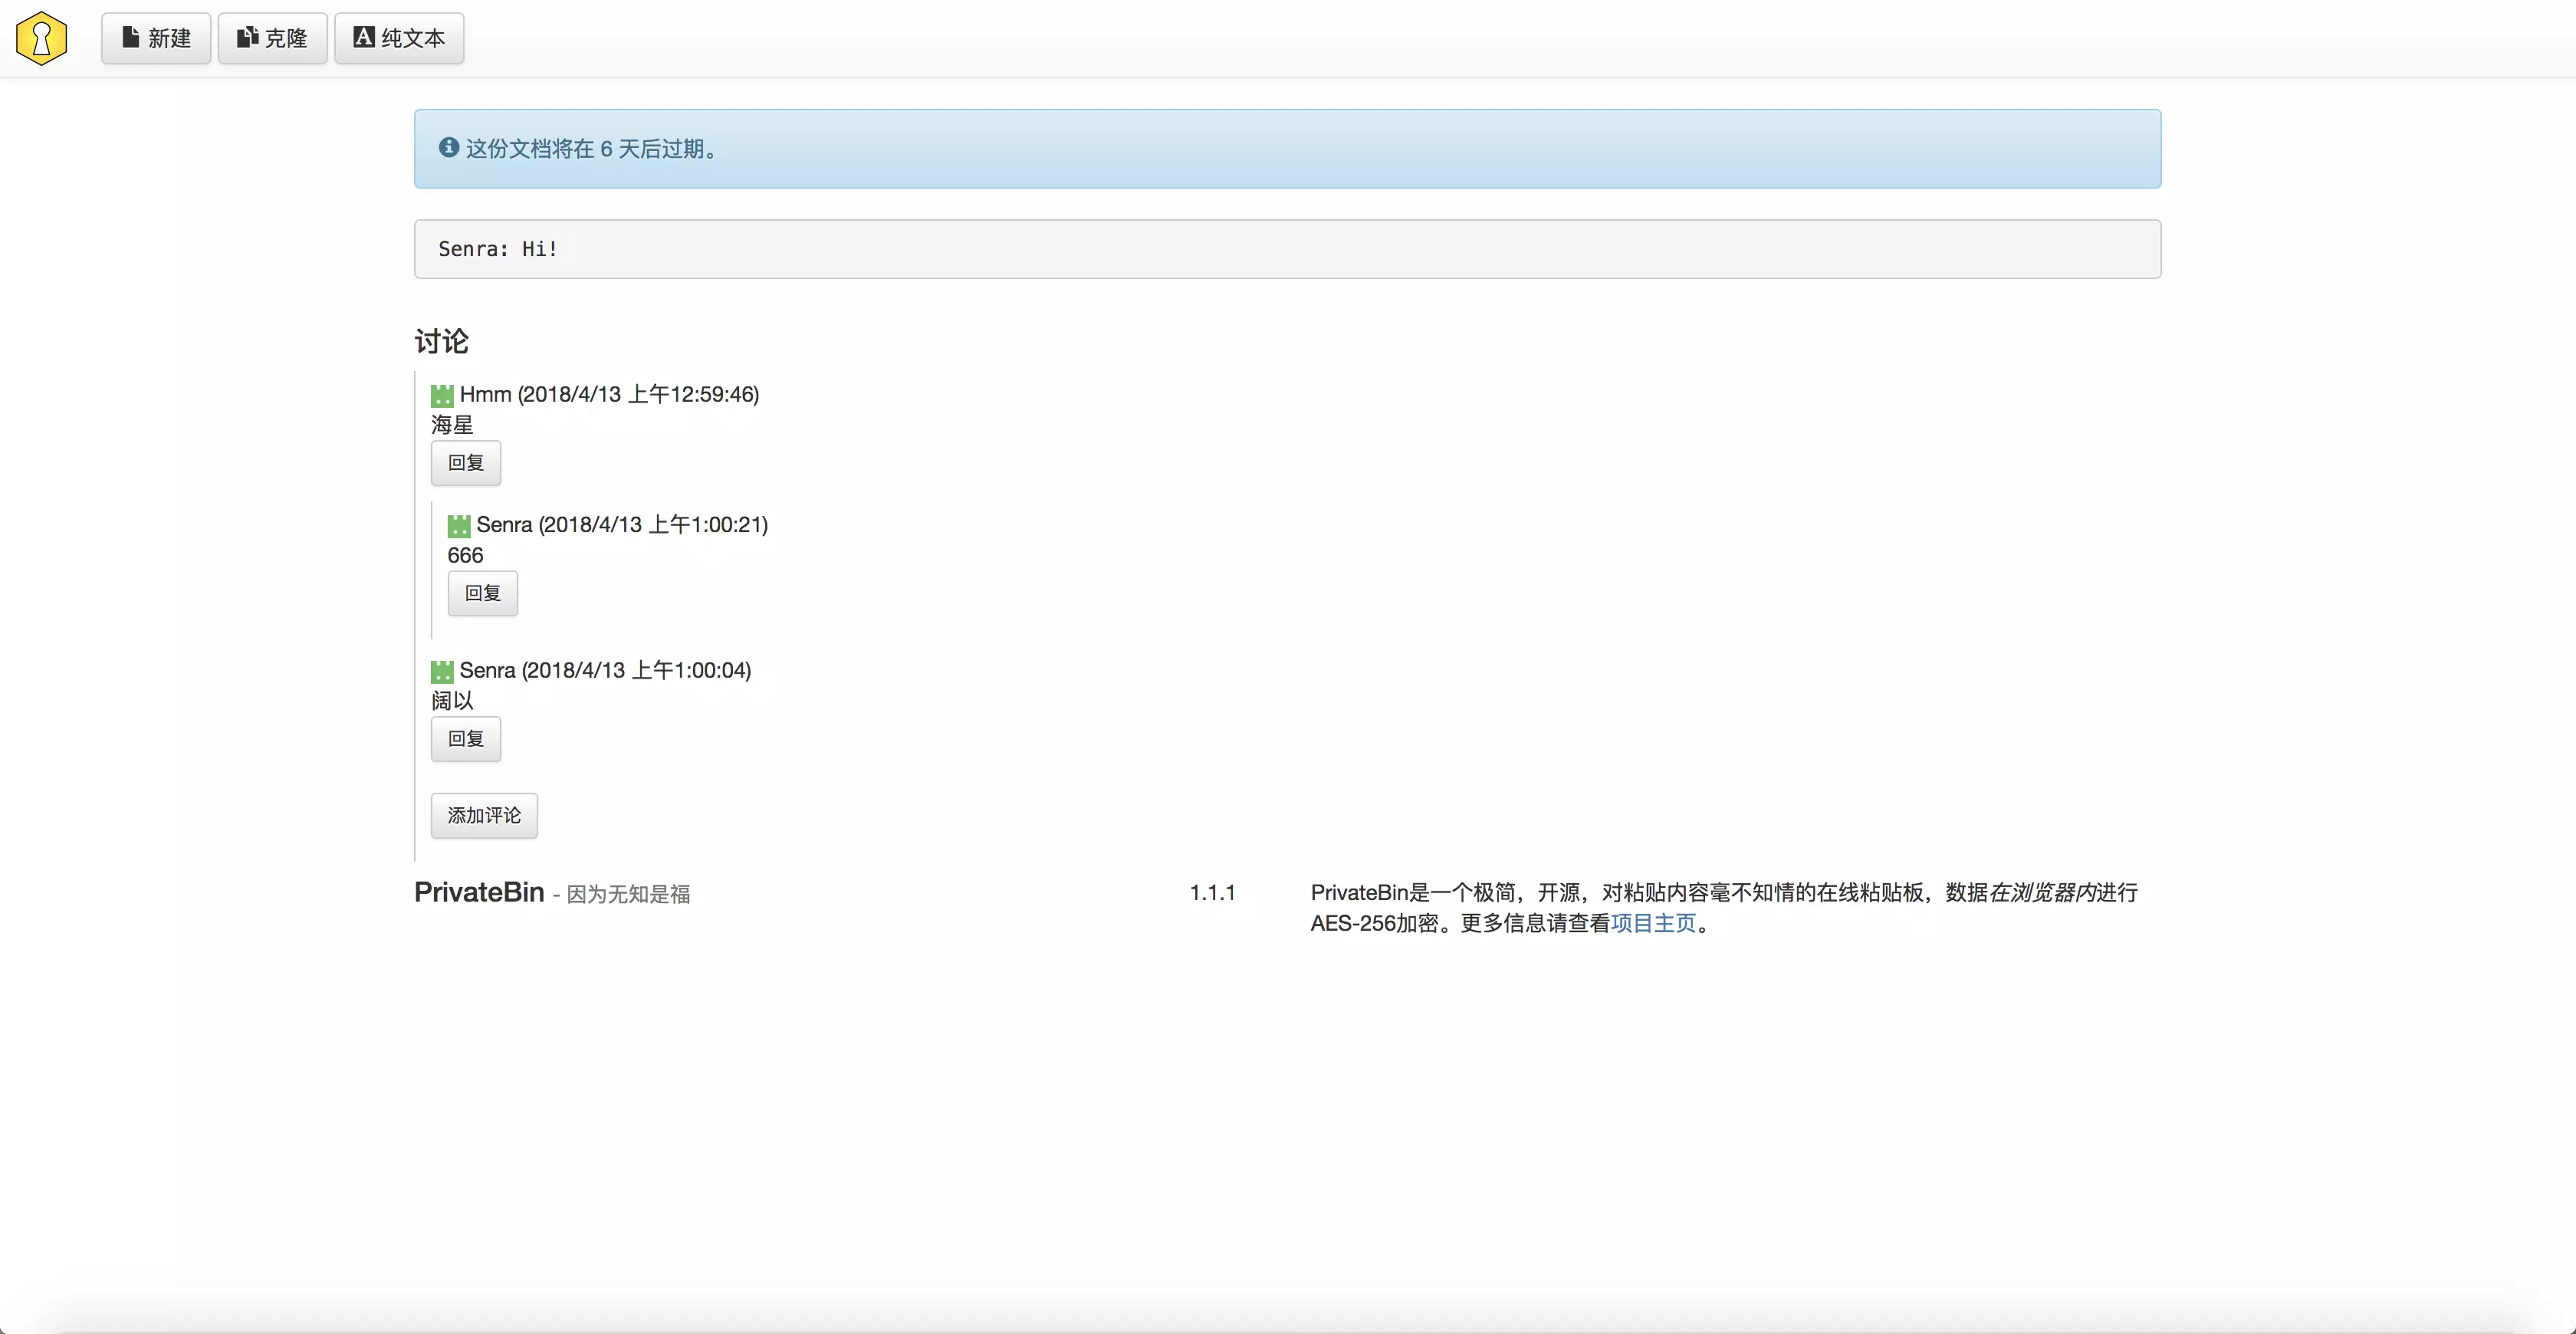 新建 克隆 纯文本
这份文档将在 6 天后过期。
Senra: Hi!
讨论
Hmm (2018/4/13 上午12:59:46)
海星
回复
Senra (2018/4/13 上午1:00:21)
666
回复
Senra (2018/4/13 上午1:00:04)
阔以
回复
添加评论
PrivateBin - 因为无知是福
1.1.1
PrivateBin是一个极简，开源，对粘贴内容毫不知情的在线粘贴板，数据在浏览器内进行
AES-256加密。更多信息请查看项目主页。